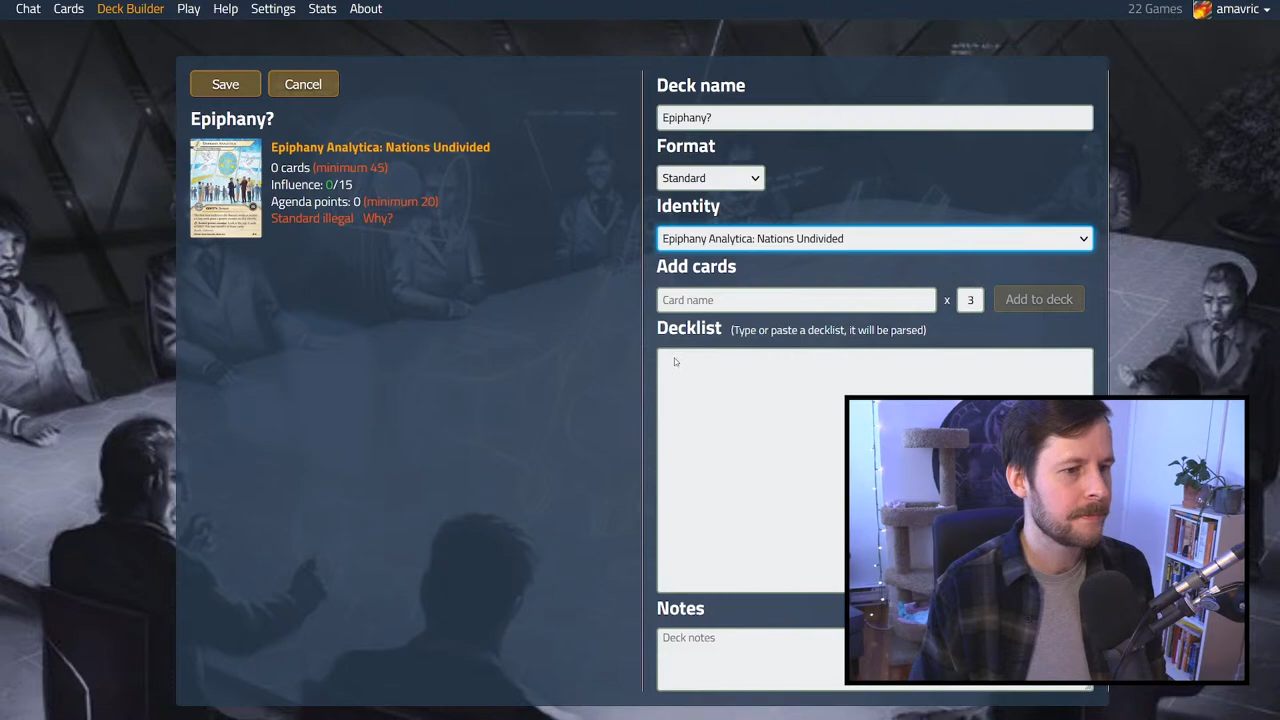 Chat Cards Deck Builder Play Help Settings Stats About 22 Games amavric
Save Cancel
Epiphany?
Epiphany Analytica: Nations Undivided
0 cards (minimum 45)
Influence: 0/15
Agenda points: 0 (minimum 20)
Standard illegal Why?
Deck name
Epiphany?
Format
Standard
Identity
Epiphany Analytica: Nations Undivided
Add cards
Card name x 3 Add to deck
Decklist (Type or paste a decklist, it will be parsed)
Notes
Deck notes